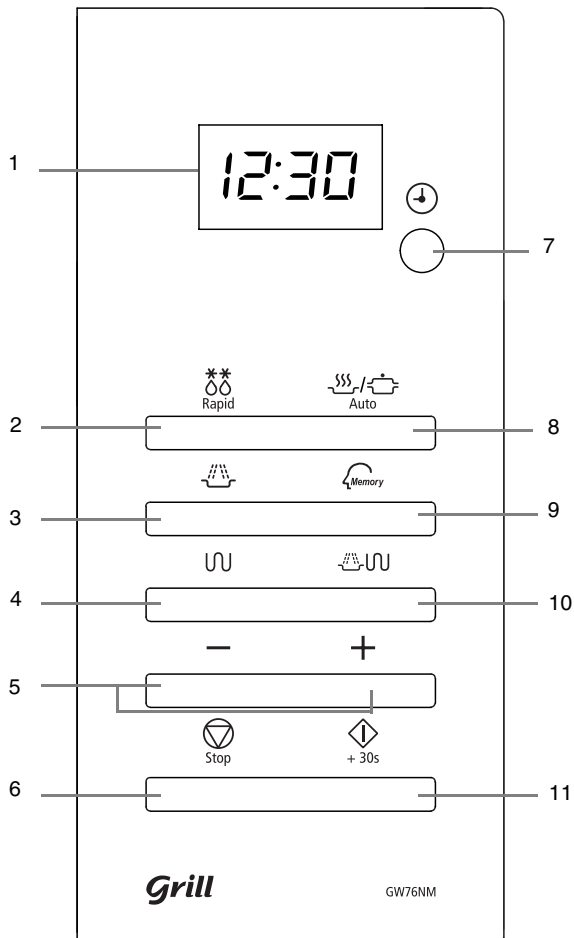 1
12:30
7
Rapid
/
Auto
2
8
Memory
3
9
4
10
− +
5
Stop
+ 30s
6
11
Grill
GW76NM